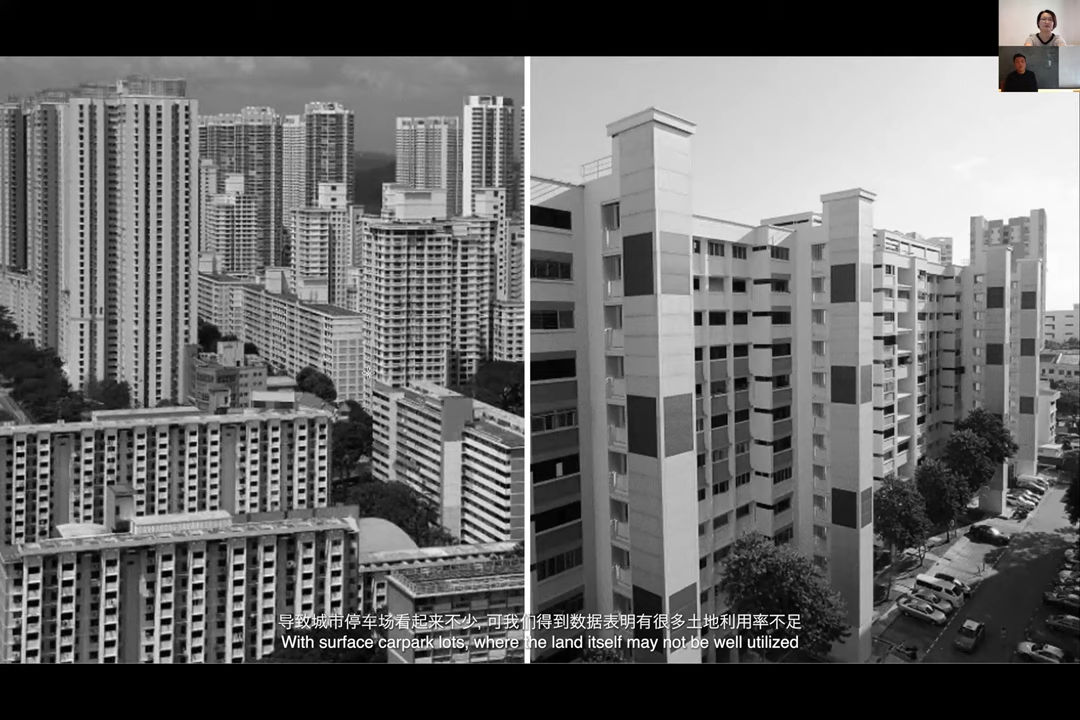 导致城市停车场看起来不少, 可我们得到数据表明有很多土地利用率不足
With surface carpark lots, where the land itself may not be well utilized